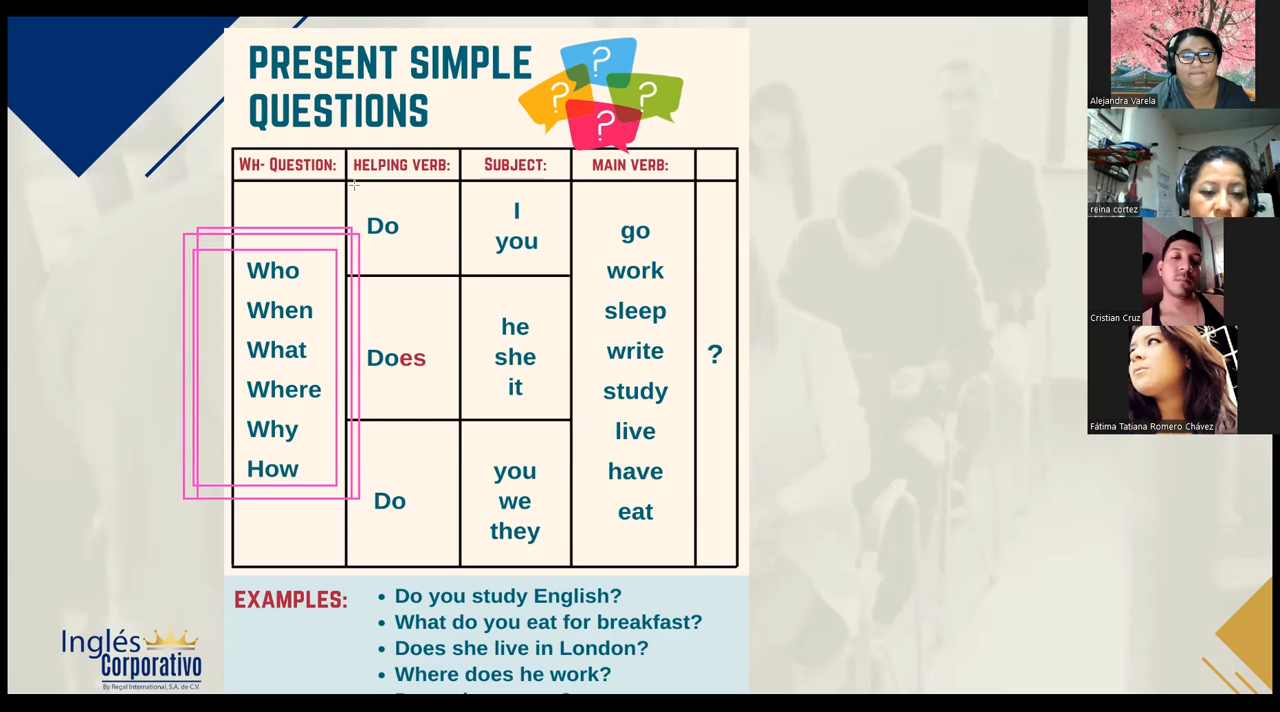 PRESENT SIMPLE
QUESTIONS
? ? ? ?
WH- QUESTION: HELPING VERB: SUBJECT: MAIN VERB:
Who
When
What
Where
Why
How
Do
I
you
Does
he
she
it
Do
you
we
they
go
work
sleep
write
study
live
have
eat
?
EXAMPLES:
• Do you study English?
• What do you eat for breakfast?
• Does she live in London?
• Where does he work?
Inglés
Corporativo
By Regal International, S.A. de C.V.
Alejandra Varela
reina cortez
Cristian Cruz
Fátima Tatiana Romero Chávez